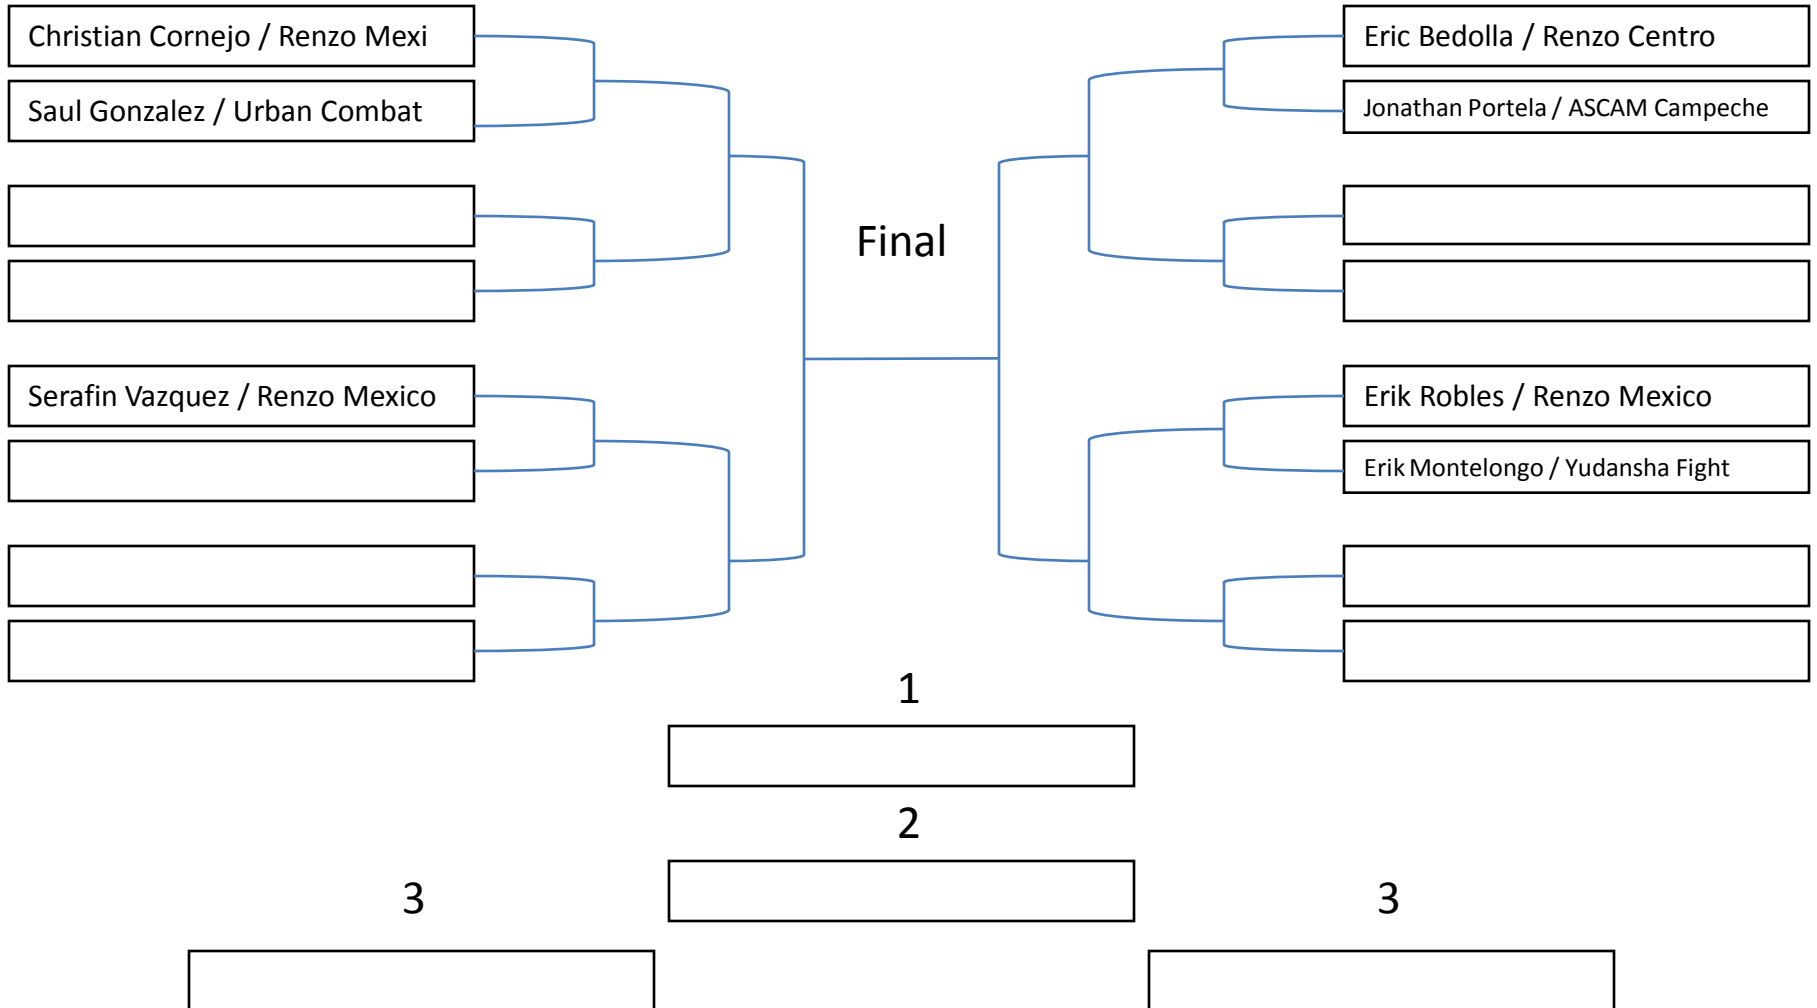 Christian Cornejo / Renzo Mexi
Saul Gonzalez / Urban Combat
Serafin Vazquez / Renzo Mexico
Final
Eric Bedolla / Renzo Centro
Jonathan Portela / ASCAM Campeche
Erik Robles / Renzo Mexico
Erik Montelongo / Yudansha Fight
1
2
3
3